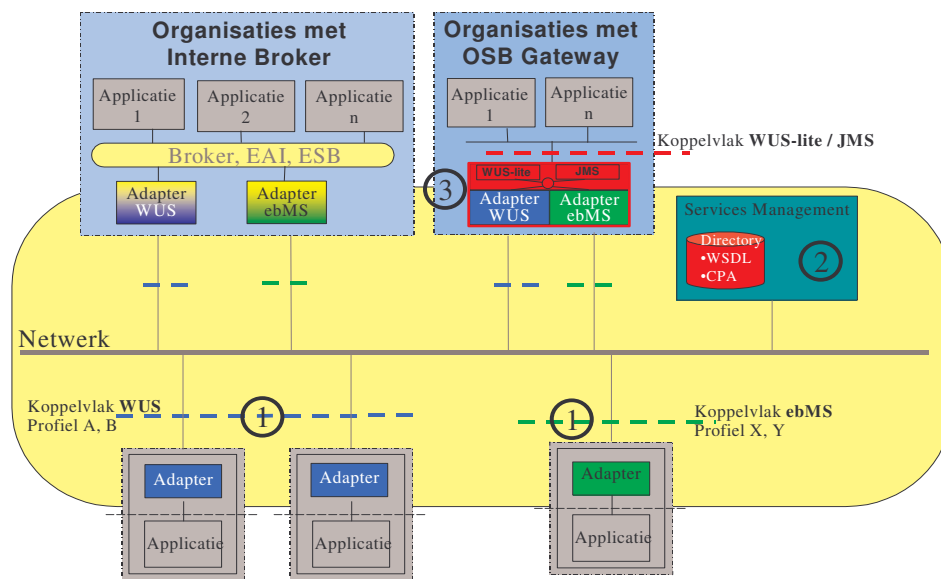 Organisaties met
Interne Broker
Applicatie
1
Applicatie
2
Applicatie
n
Broker, EAI, ESB
Adapter
WUS
Adapter
ebMS
Organisaties met
OSB Gateway
Applicatie
1
Applicatie
n
Koppelvlak WUS-lite / JMS
WUS-lite
JMS
3
Adapter
WUS
Adapter
ebMS
Services Management
Directory
•WSDL
•CPA
2
Netwerk
Koppelvlak WUS
Profiel A, B
1
1
Koppelvlak ebMS
Profiel X, Y
Adapter
Applicatie
Adapter
Applicatie
Adapter
Applicatie